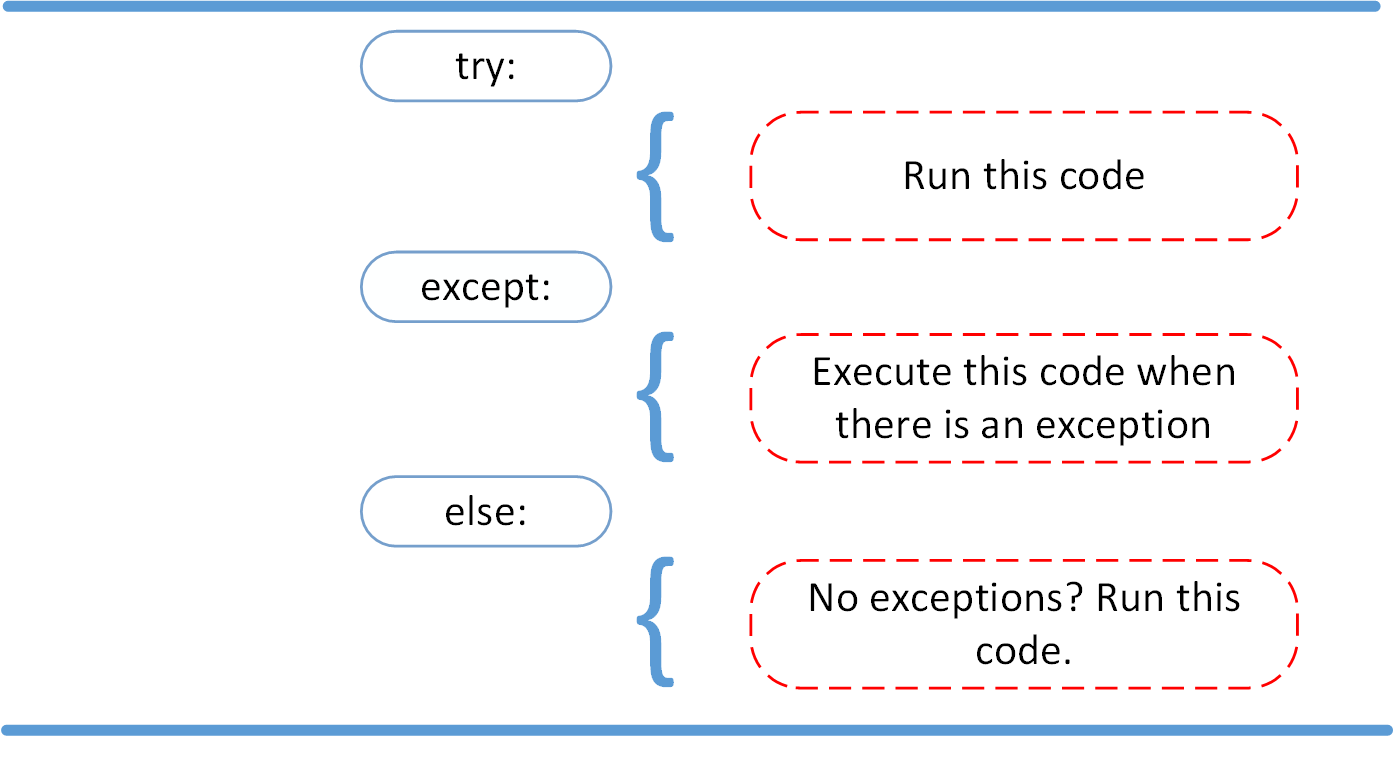 try:
Run this code
except:
Execute this code when
there is an exception
else:
No exceptions? Run this
code.